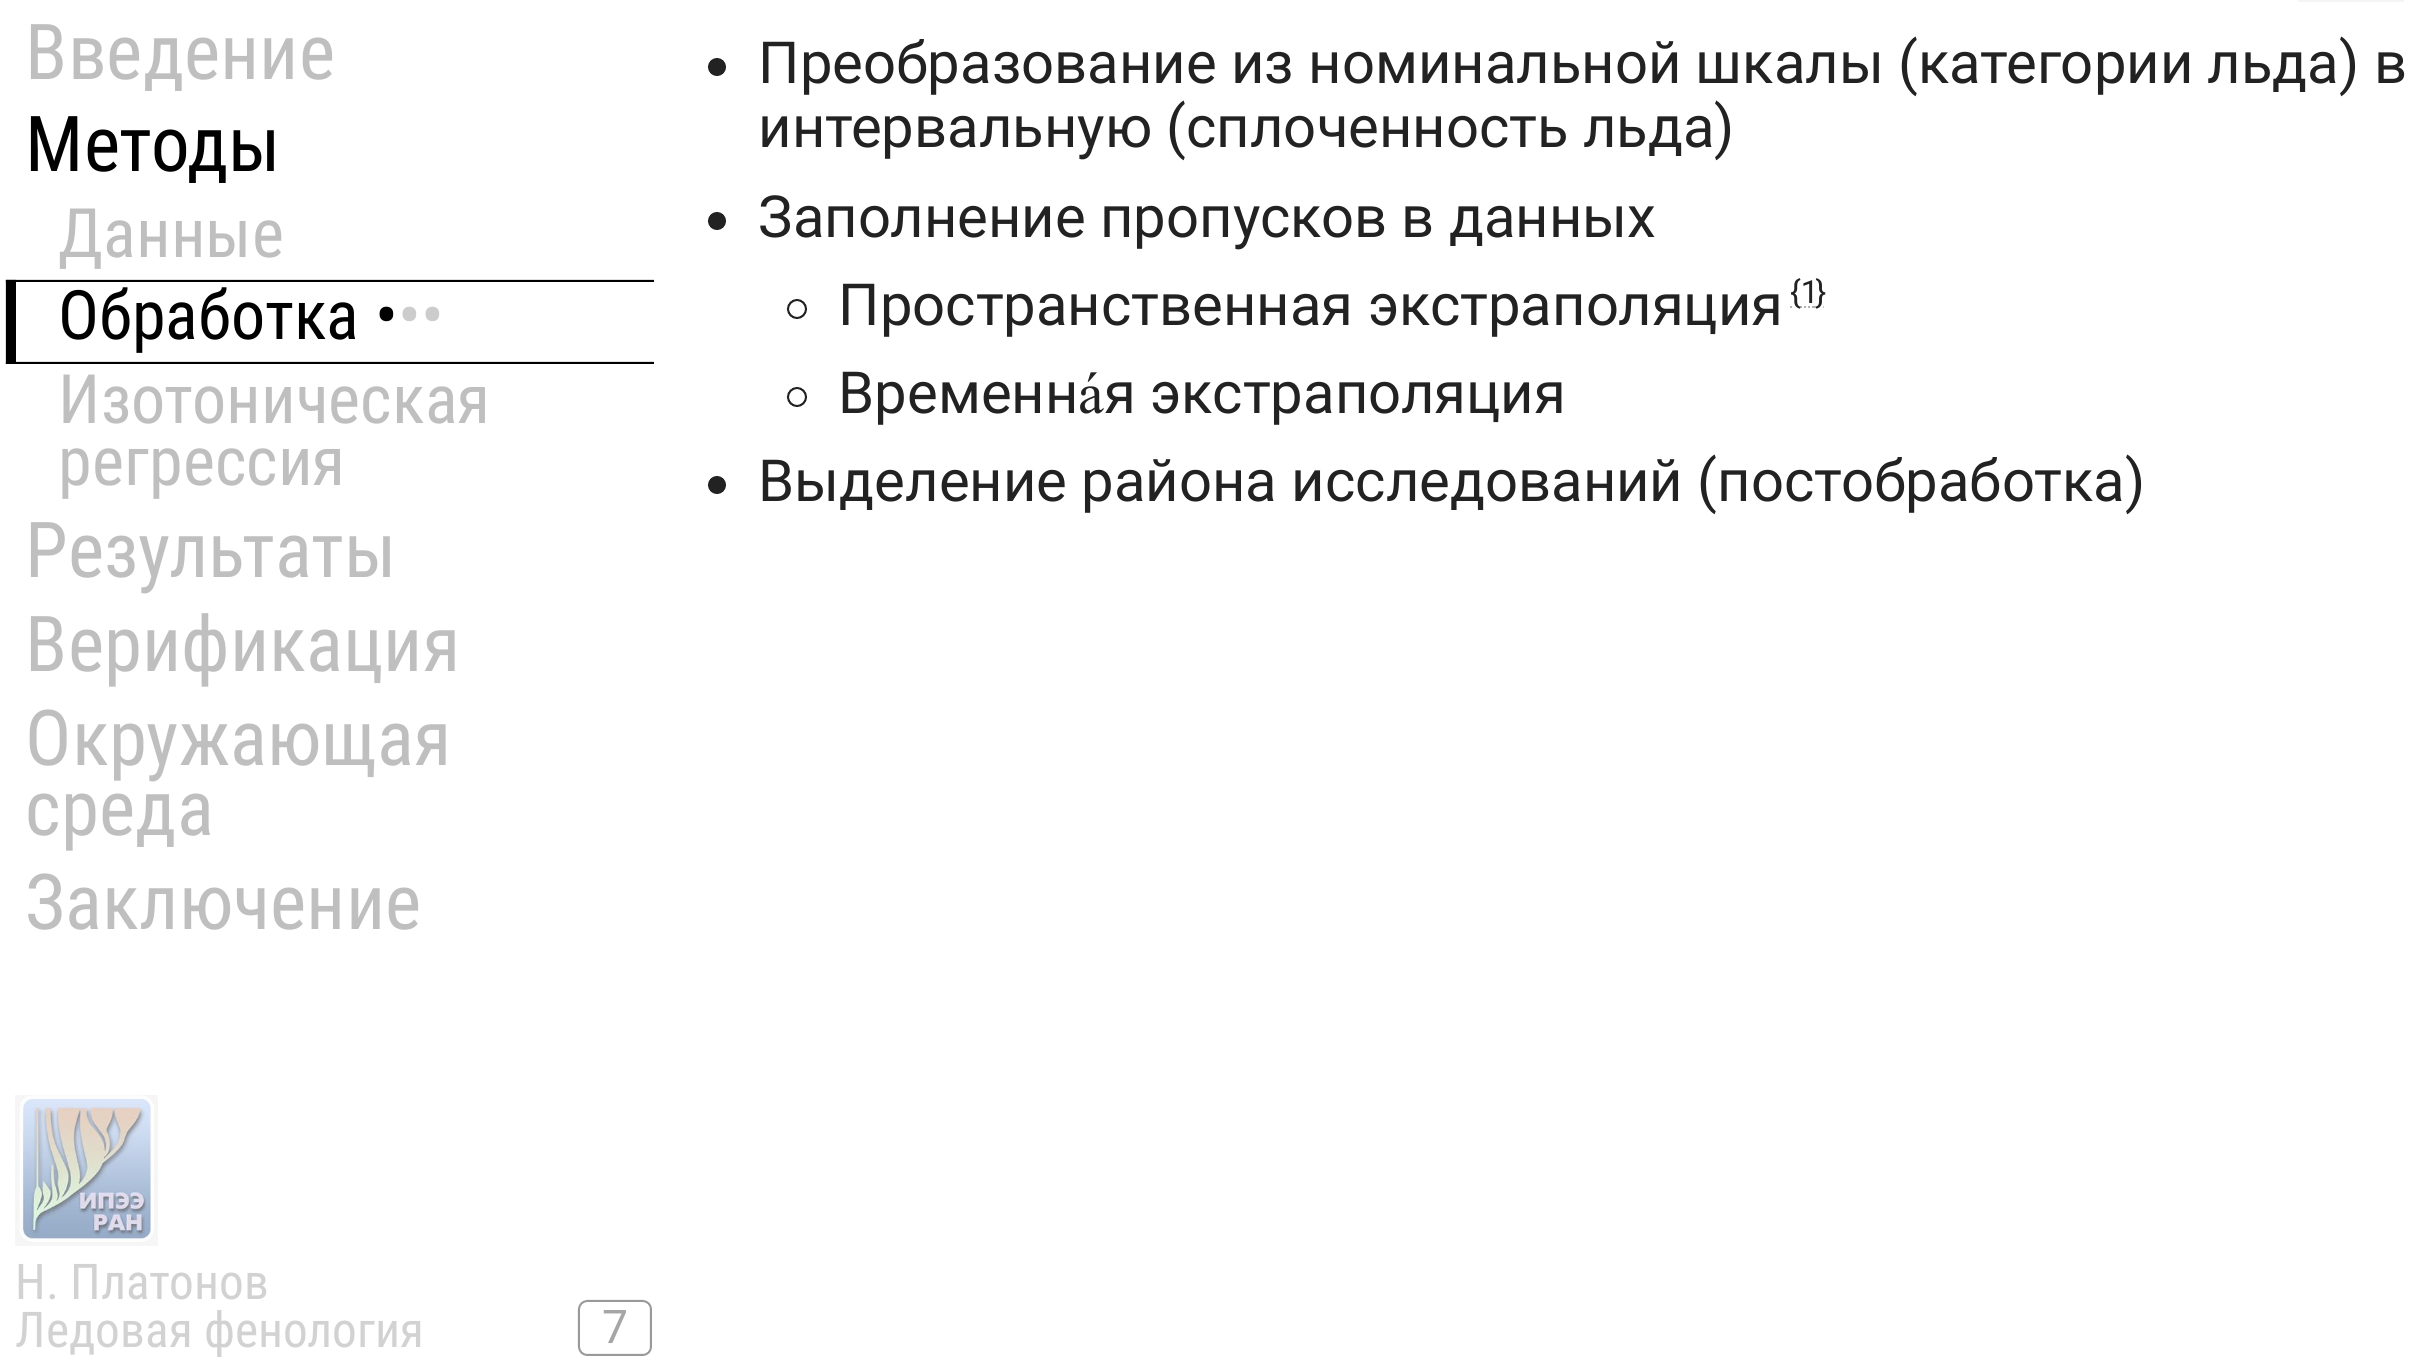 Введение
Методы
Данные
Обработка •••
Изотоническая
регрессия
Результаты
Верификация
Окружающая
среда
Заключение
ИПЭЭ
РАН
Н. Платонов
Ледовая фенология
7
• Преобразование из номинальной шкалы (категории льда) в
интервальную (сплоченность льда)
• Заполнение пропусков в данных
◦ Пространственная экстраполяция{1}
◦ Временна́я экстраполяция
• Выделение района исследований (постобработка)